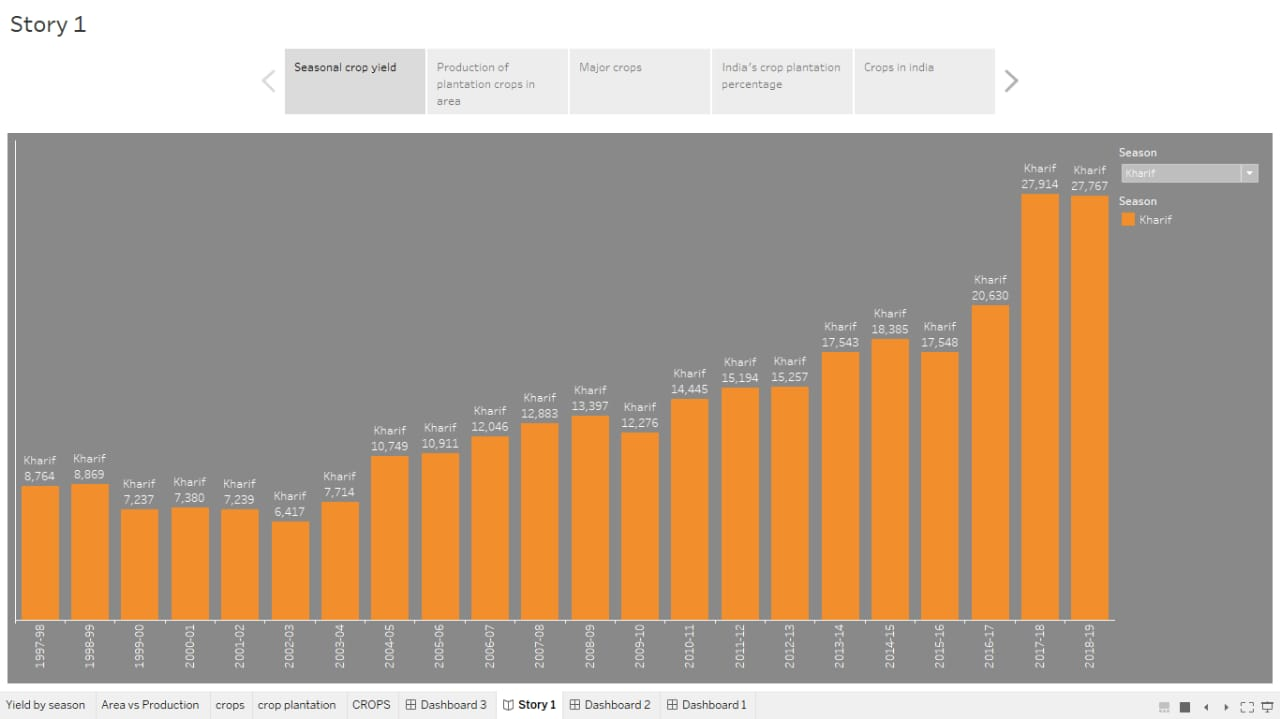 Story 1
Seasonal crop yield
Production of
plantation crops in
area
Major crops
India's crop plantation
percentage
Crops in india
Season
Kharif
Season
Kharif
Kharif
8,764
Kharif
8,869
Kharif
7,237
Kharif
7,380
Kharif
7,239
Kharif
6,417
Kharif
7,714
Kharif
10,749
Kharif
10,911
Kharif
12,046
Kharif
12,883
Kharif
13,397
Kharif
12,276
Kharif
14,445
Kharif
15,194
Kharif
15,257
Kharif
17,543
Kharif
18,385
Kharif
17,548
Kharif
20,630
Kharif
27,914
Kharif
27,767
1997-98
1998-99
1999-00
2000-01
2001-02
2002-03
2003-04
2004-05
2005-06
2006-07
2007-08
2008-09
2009-10
2010-11
2011-12
2012-13
2013-14
2014-15
2015-16
2016-17
2017-18
2018-19
Yield by season
Area vs Production
crops
crop plantation
CROPS
Dashboard 3
Story 1
Dashboard 2
Dashboard 1